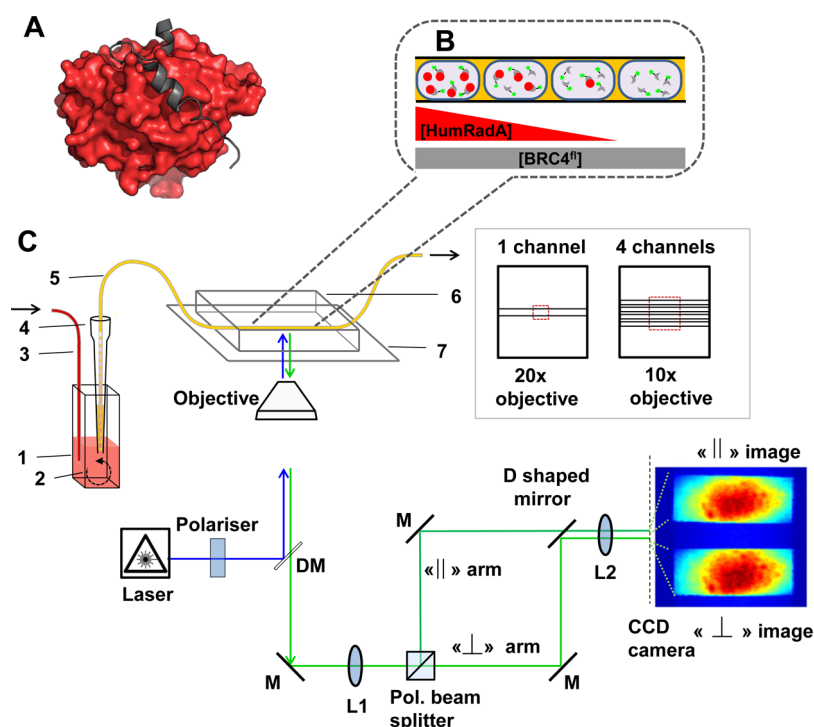 A
B
[HumRadA]
[BRC4fl]
C
1 channel
4 channels
5
6
4
3
7
20x
objective
10x
objective
Objective
1
2
« || » image
D shaped
mirror
Polariser
M
DM
« || » arm
L2
Laser
« ⊥ » arm
CCD
camera
« ⊥ » image
M
L1
Pol. beam
splitter
M